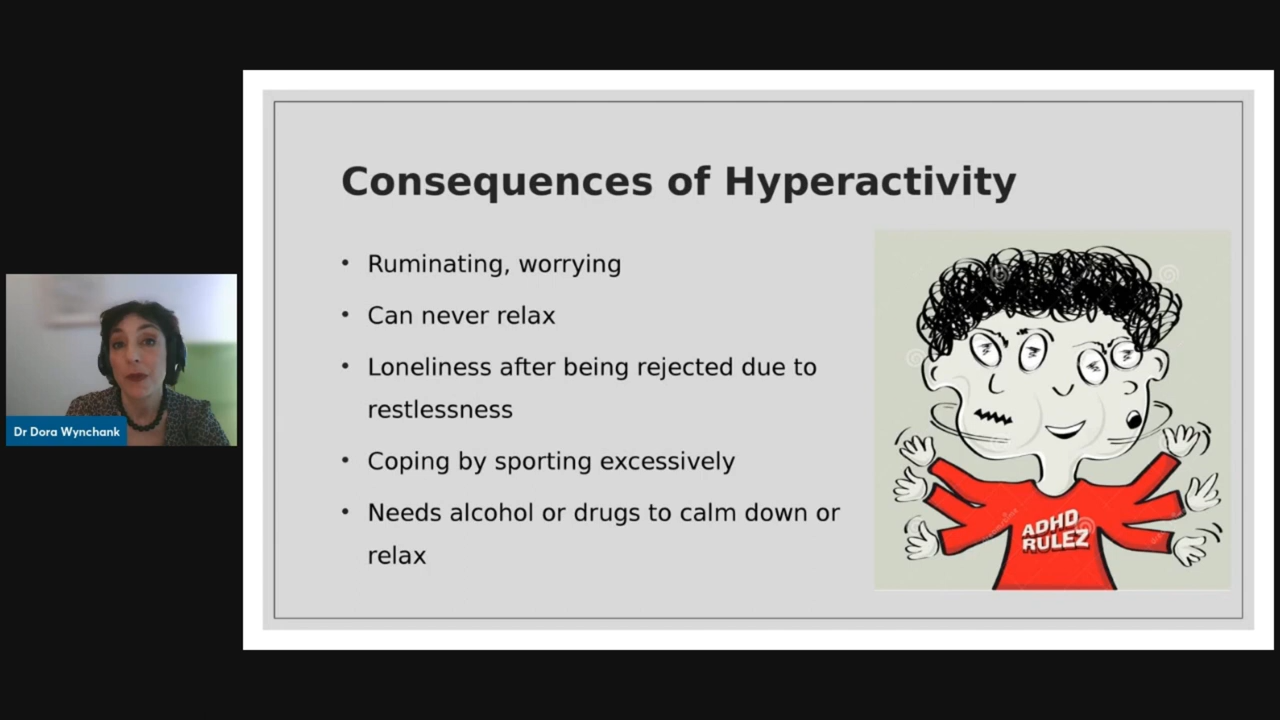 Consequences of Hyperactivity
• Ruminating, worrying
• Can never relax
• Loneliness after being rejected due to
restlessness
• Coping by sporting excessively
• Needs alcohol or drugs to calm down or
relax
ADHD
RULEZ
Dr Dora Wynchank